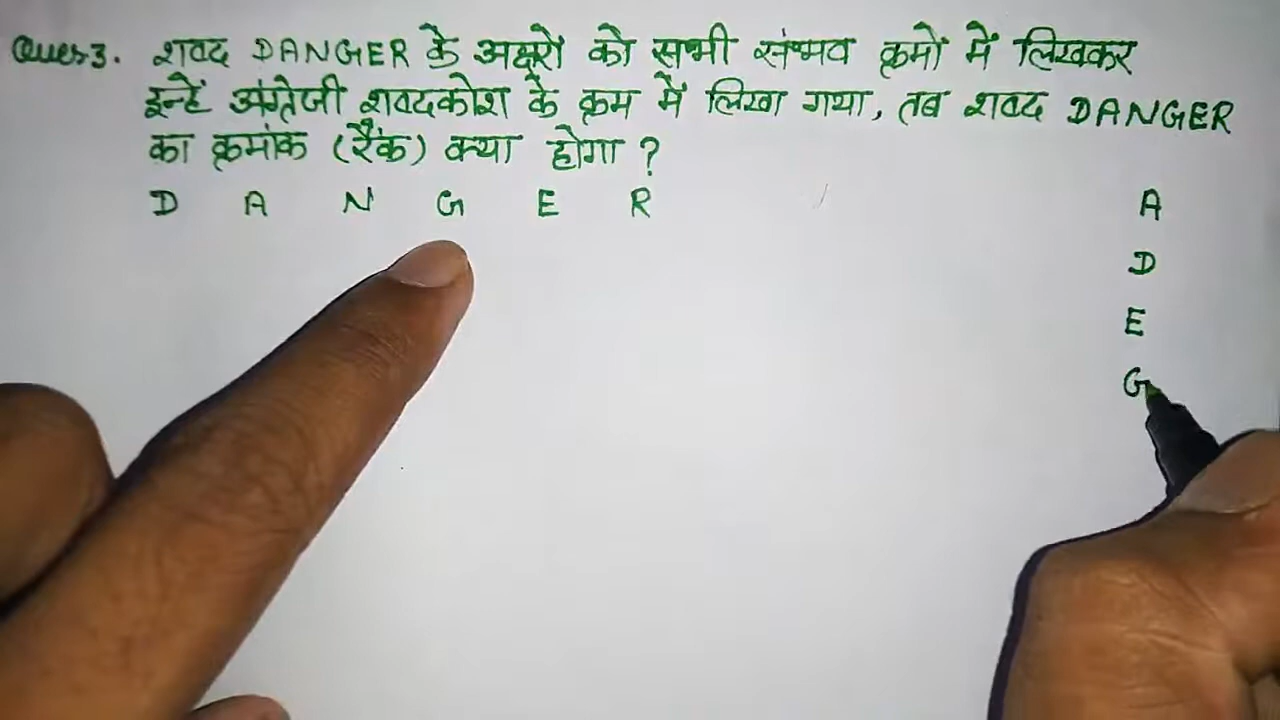 Ques 3. शब्द DANGER के अक्षरों को सभी संभव क्रमों में लिखकर
इन्हें अंग्रेजी शब्दकोश के क्रम में लिखा गया, तब शब्द DANGER
का क्रमांक (रैंक) क्या होगा ?
D A N G E R
A
D
E
G